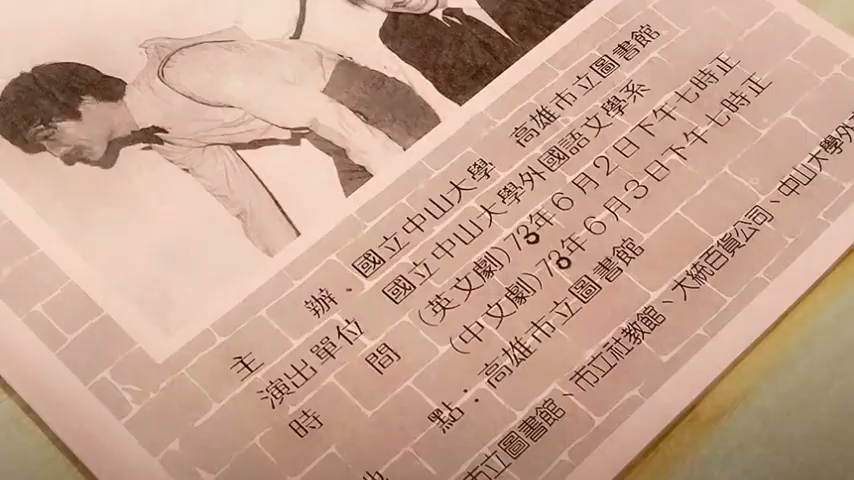 主 辦：國立中山大學 高雄市立圖書館
演出單位 國立中山大學外國語文學系
時 間 (英文劇)73年6月2日下午七時正
(中文劇)73年6月3日下午七時正
點：高雄市立圖書館
市立圖書館、市立社教館、大統百貨公司、中山大學外